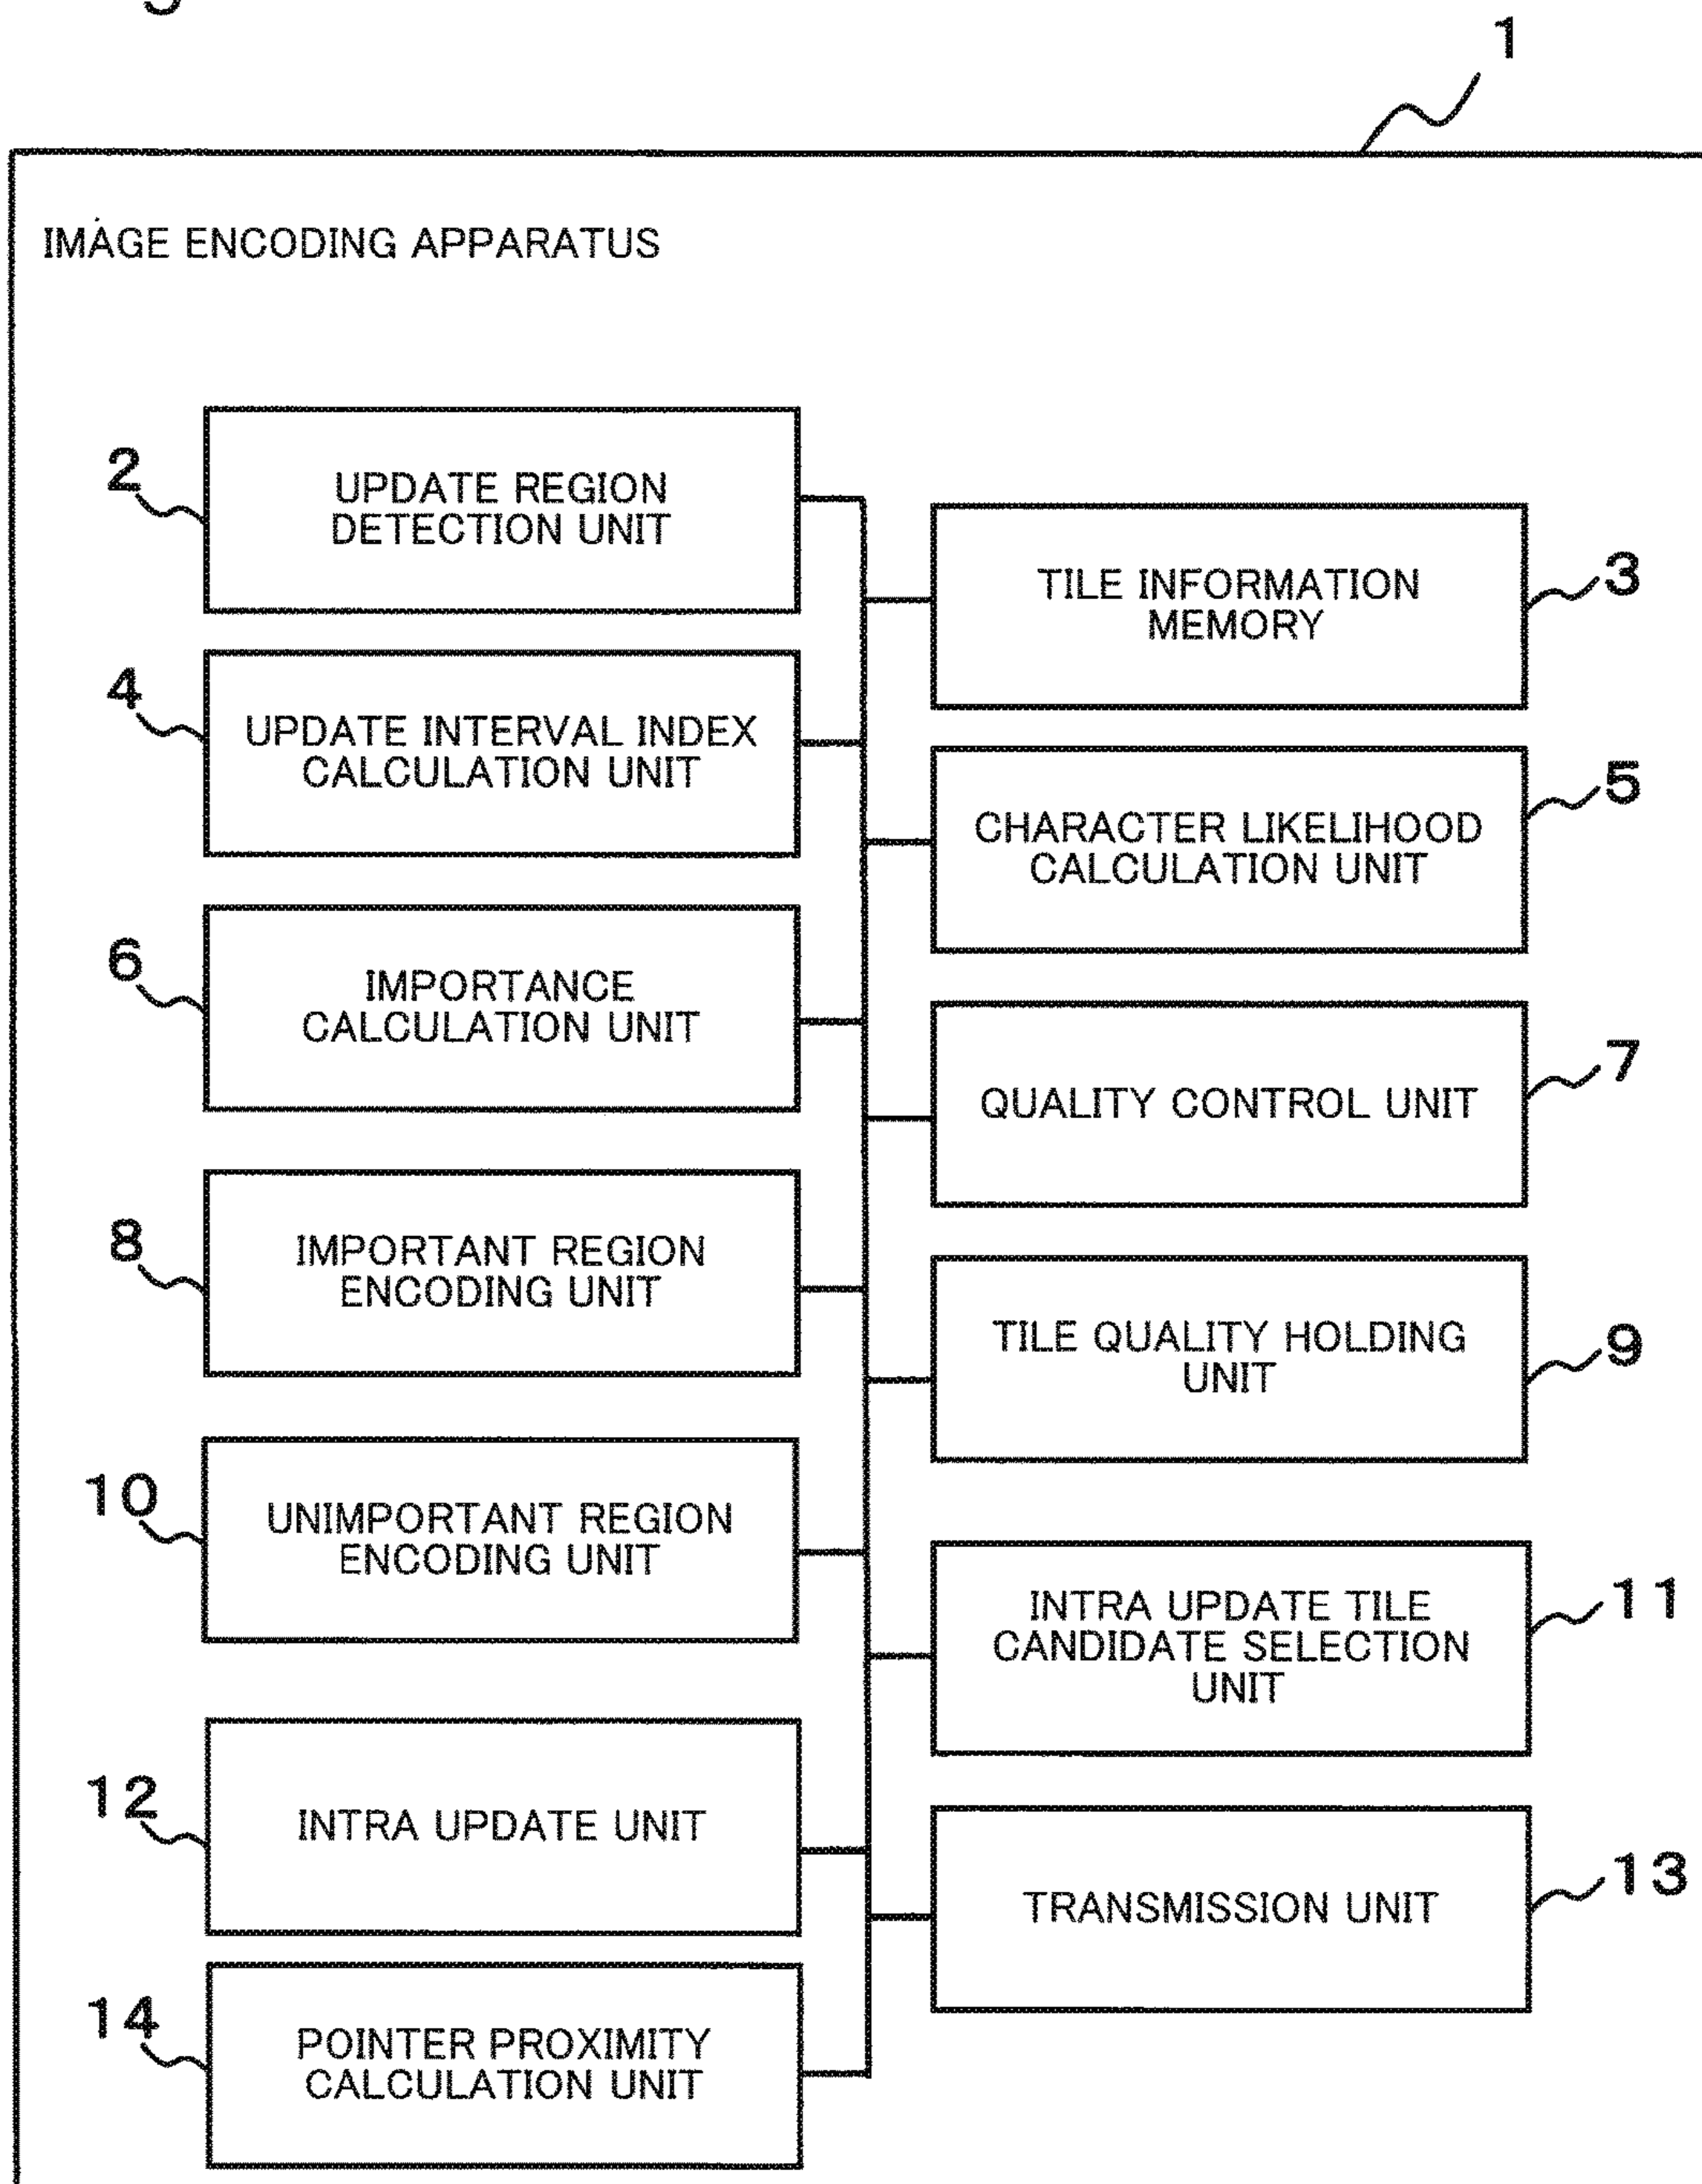 1
IMAGE ENCODING APPARATUS
2
UPDATE REGION
DETECTION UNIT
TILE INFORMATION
MEMORY
3
4
UPDATE INTERVAL INDEX
CALCULATION UNIT
CHARACTER LIKELIHOOD
CALCULATION UNIT
5
6
IMPORTANCE
CALCULATION UNIT
QUALITY CONTROL UNIT
7
8
IMPORTANT REGION
ENCODING UNIT
TILE QUALITY HOLDING
UNIT
9
10
UNIMPORTANT REGION
ENCODING UNIT
INTRA UPDATE TILE
CANDIDATE SELECTION
UNIT
11
12
INTRA UPDATE UNIT
TRANSMISSION UNIT
13
14
POINTER PROXIMITY
CALCULATION UNIT